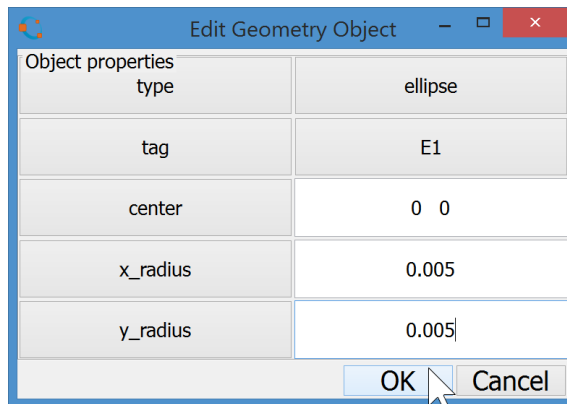 Edit Geometry Object
Object properties
type ellipse
tag E1
center 0 0
x_radius 0.005
y_radius 0.005
OK Cancel